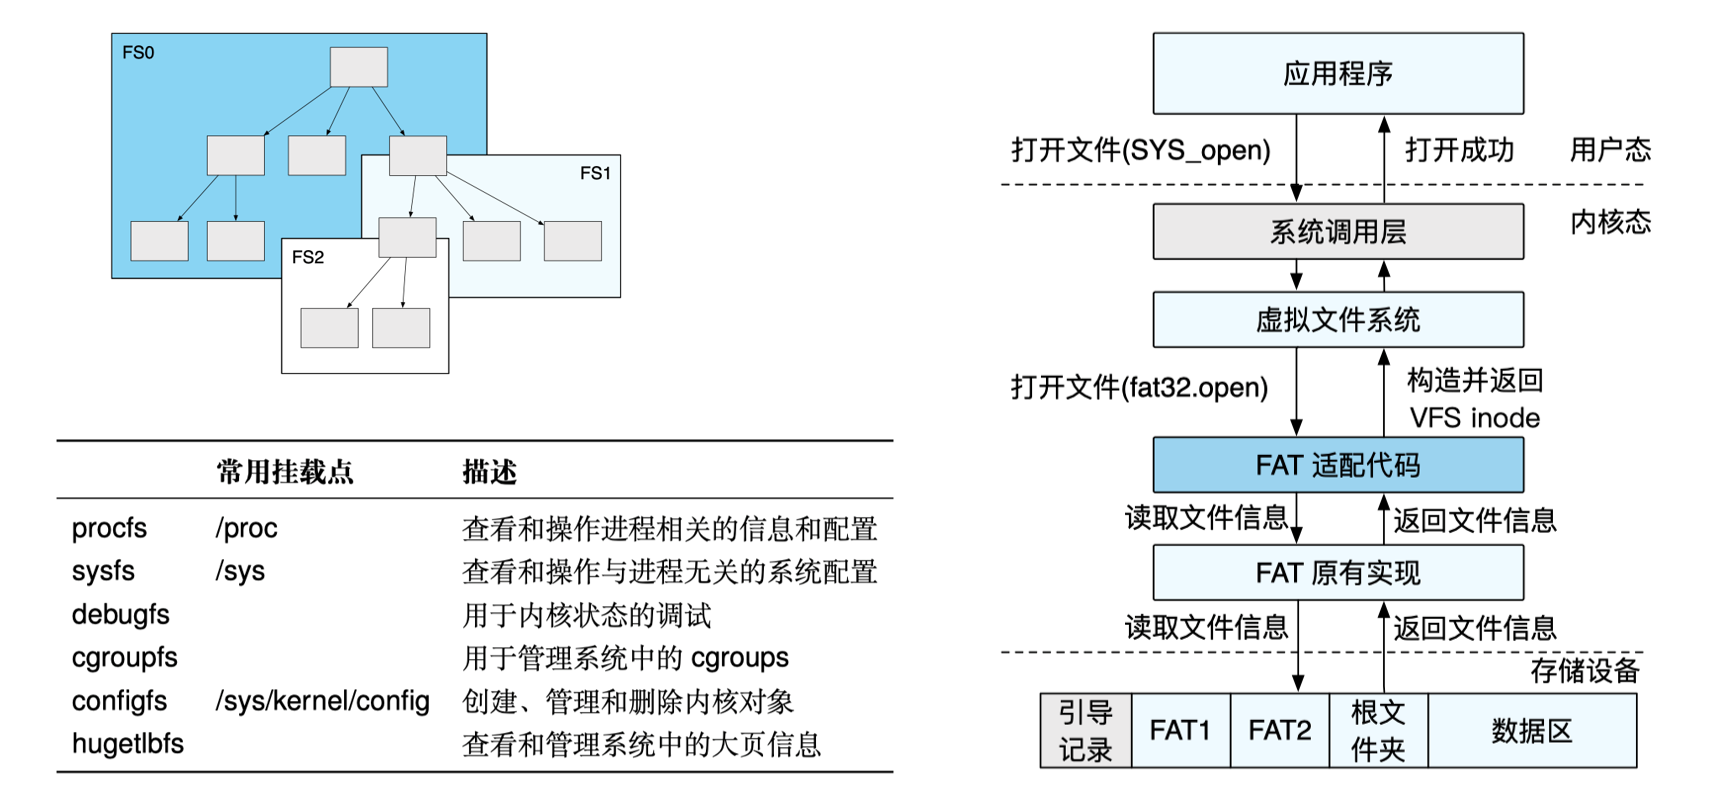 FS0
FS1
FS2
常用挂载点 描述
procfs /proc 查看和操作进程相关的信息和配置
sysfs /sys 查看和操作与进程无关的系统配置
debugfs 用于内核状态的调试
cgroupfs 用于管理系统中的 cgroups
configfs /sys/kernel/config 创建、管理和删除内核对象
hugetlbfs 查看和管理系统中的大页信息
应用程序
打开文件(SYS_open) 打开成功 用户态
系统调用层 内核态
虚拟文件系统
打开文件(fat32.open) 构造并返回
VFS inode
FAT 适配代码
读取文件信息 返回文件信息
FAT 原有实现
读取文件信息 返回文件信息
存储设备
引导
记录
FAT1
FAT2
根文
件夹
数据区